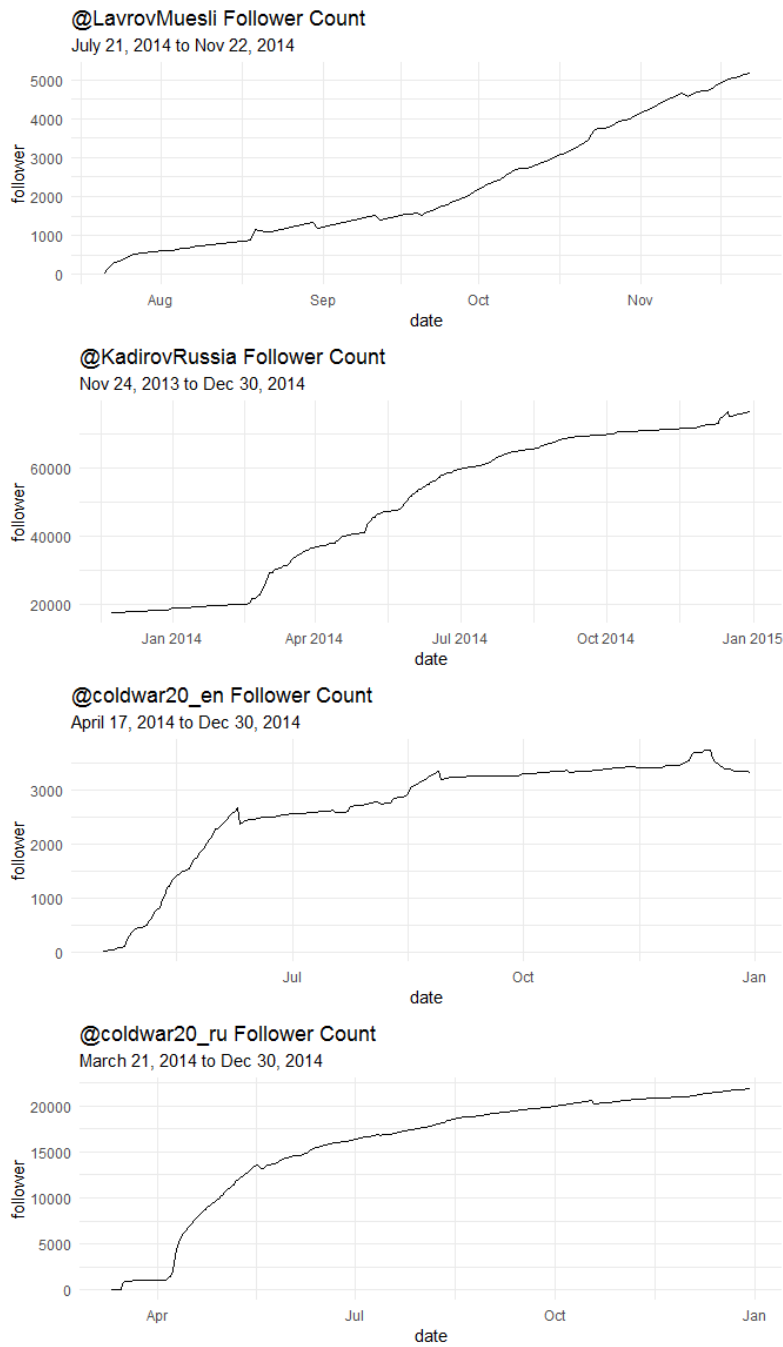 @LavrovMuesli Follower Count
July 21, 2014 to Nov 22, 2014
5000
4000
3000
2000
1000
0
follower
Aug Sep Oct Nov
date
@KadirovRussia Follower Count
Nov 24, 2013 to Dec 30, 2014
60000
40000
20000
follower
Jan 2014 Apr 2014 Jul 2014 Oct 2014 Jan 2015
date
@coldwar20_en Follower Count
April 17, 2014 to Dec 30, 2014
3000
2000
1000
0
follower
Jul Oct Jan
date
@coldwar20_ru Follower Count
March 21, 2014 to Dec 30, 2014
20000
15000
10000
5000
0
follower
Apr Jul Oct Jan
date